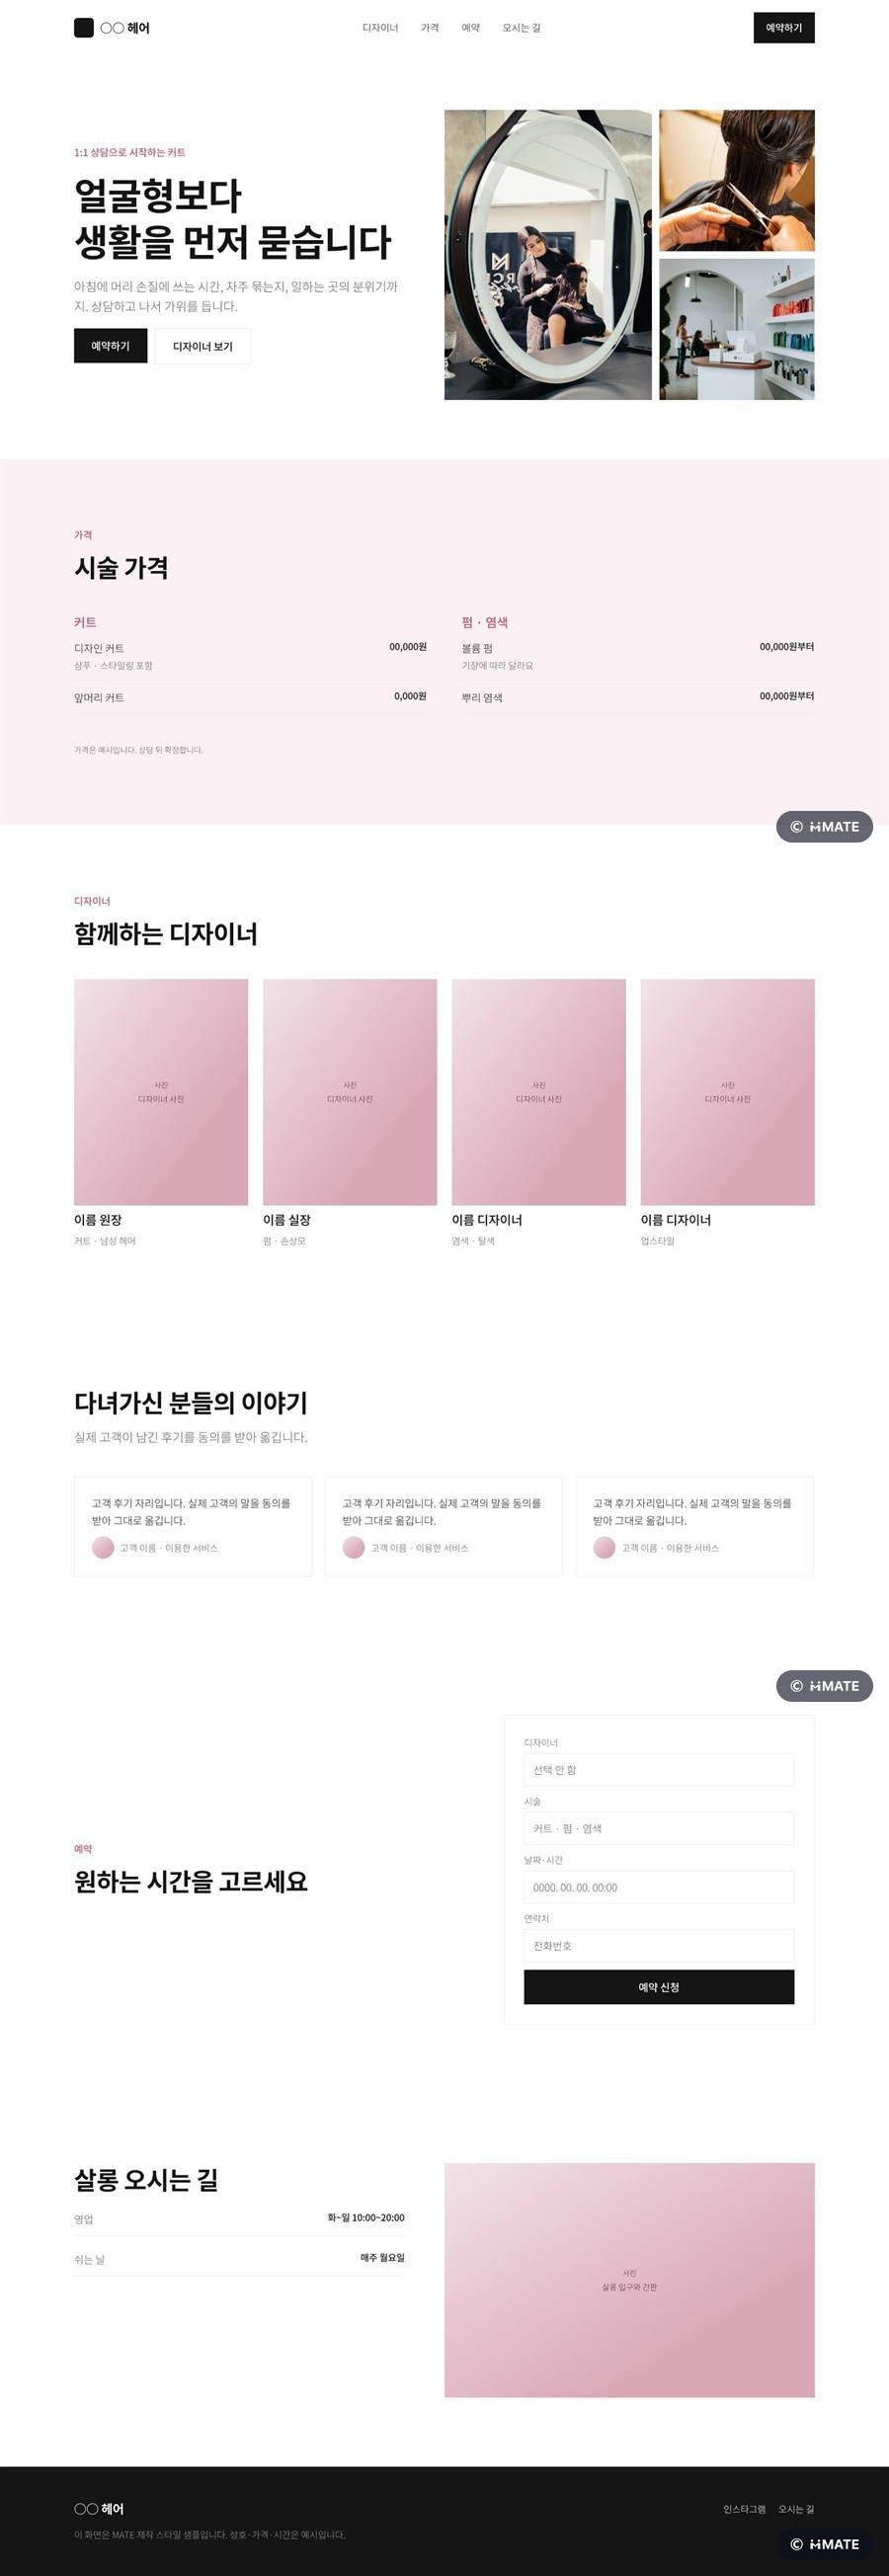 ○○ 헤어
디자이너 가격 예약 오시는 길
예약하기
1:1 상담으로 시작하는 커트
얼굴형보다
생활을 먼저 묻습니다
아침에 머리 손질에 쓰는 시간, 자주 묶는지, 일하는 곳의 분위기까
지. 상담하고 나서 가위를 듭니다.
예약하기 디자이너 보기
가격
시술 가격
커트
디자인 커트 00,000원
샴푸 · 스타일링 포함
앞머리 커트 0,000원
펌 · 염색
볼륨 펌 00,000원부터
기장에 따라 달라요
뿌리 염색 00,000원부터
가격은 예시입니다. 상담 뒤 확정합니다.
© MATE
디자이너
함께하는 디자이너
사진
디자이너 사진
이름 원장
커트 · 남성 헤어
사진
디자이너 사진
이름 실장
펌 · 손상모
사진
디자이너 사진
이름 디자이너
염색 · 탈색
사진
디자이너 사진
이름 디자이너
업스타일
다녀가신 분들의 이야기
실제 고객이 남긴 후기를 동의를 받아 옮깁니다.
고객 후기 자리입니다. 실제 고객의 말을 동의를
받아 그대로 옮깁니다.
고객 이름 · 이용한 서비스
고객 후기 자리입니다. 실제 고객의 말을 동의를
받아 그대로 옮깁니다.
고객 이름 · 이용한 서비스
고객 후기 자리입니다. 실제 고객의 말을 동의를
받아 그대로 옮깁니다.
고객 이름 · 이용한 서비스
© MATE
예약
원하는 시간을 고르세요
디자이너
선택 안 함
시술
커트 · 펌 · 염색
날짜·시간
0000. 00. 00. 00:00
연락처
전화번호
예약 신청
살롱 오시는 길
영업 화~일 10:00~20:00
쉬는 날 매주 월요일
사진
살롱 입구와 간판
○○ 헤어
이 화면은 MATE 제작 스타일 샘플입니다. 상호·가격·시간은 예시입니다.
인스타그램 오시는 길
© MATE